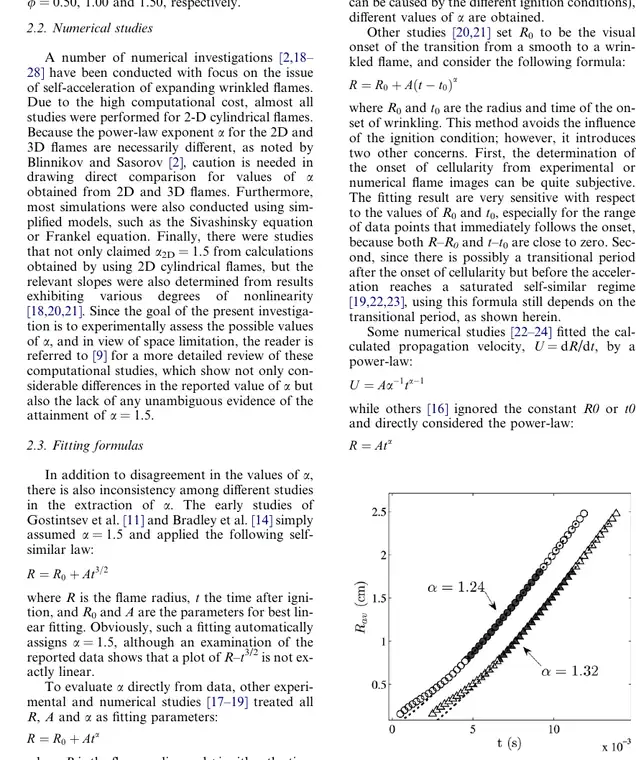 φ = 0.50, 1.00 and 1.50, respectively.
2.2. Numerical studies
A number of numerical investigations [2,18–
28] have been conducted with focus on the issue
of self-acceleration of expanding wrinkled flames.
Due to the high computational cost, almost all
studies were performed for 2-D cylindrical flames.
Because the power-law exponent α for the 2D and
3D flames are necessarily different, as noted by
Blinnikov and Sasorov [2], caution is needed in
drawing direct comparison for values of α
obtained from 2D and 3D flames. Furthermore,
most simulations were also conducted using sim-
plified models, such as the Sivashinsky equation
or Frankel equation. Finally, there were studies
that not only claimed α2D = 1.5 from calculations
obtained by using 2D cylindrical flames, but the
relevant slopes were also determined from results
exhibiting various degrees of nonlinearity
[18,20,21]. Since the goal of the present investiga-
tion is to experimentally assess the possible values
of α, and in view of space limitation, the reader is
referred to [9] for a more detailed review of these
computational studies, which show not only con-
siderable differences in the reported value of α but
also the lack of any unambiguous evidence of the
attainment of α = 1.5.
2.3. Fitting formulas
In addition to disagreement in the values of α,
there is also inconsistency among different studies
in the extraction of α. The early studies of
Gostintsev et al. [11] and Bradley et al. [14] simply
assumed α = 1.5 and applied the following self-
similar law:
R = R0 + At^3/2
where R is the flame radius, t the time after igni-
tion, and R0 and A are the parameters for best lin-
ear fitting. Obviously, such a fitting automatically
assigns α = 1.5, although an examination of the
reported data shows that a plot of R–t^3/2 is not ex-
actly linear.
To evaluate α directly from data, other experi-
mental and numerical studies [17–19] treated all
R, A and α as fitting parameters:
R = R0 + At^α
can be caused by the different ignition conditions),
different values of α are obtained.
Other studies [20,21] set R0 to be the visual
onset of the transition from a smooth to a wrin-
kled flame, and consider the following formula:
R = R0 + A(t − t0)^α
where R0 and t0 are the radius and time of the on-
set of wrinkling. This method avoids the influence
of the ignition condition; however, it introduces
two other concerns. First, the determination of
the onset of cellularity from experimental or
numerical flame images can be quite subjective.
The fitting result are very sensitive with respect
to the values of R0 and t0, especially for the range
of data points that immediately follows the onset,
because both R–R0 and t–t0 are close to zero. Sec-
ond, since there is possibly a transitional period
after the onset of cellularity but before the acceler-
ation reaches a saturated self-similar regime
[19,22,23], using this formula still depends on the
transitional period, as shown herein.
Some numerical studies [22–24] fitted the cal-
culated propagation velocity, U = dR/dt, by a
power-law:
U = Aα^−1 t^α−1
while others [16] ignored the constant R0 or t0
and directly considered the power-law:
R = At^α
2.5
2
1.5
1
0.5
Rav (cm)
α = 1.24
α = 1.32
0
5
10
t (s)
x 10^-3